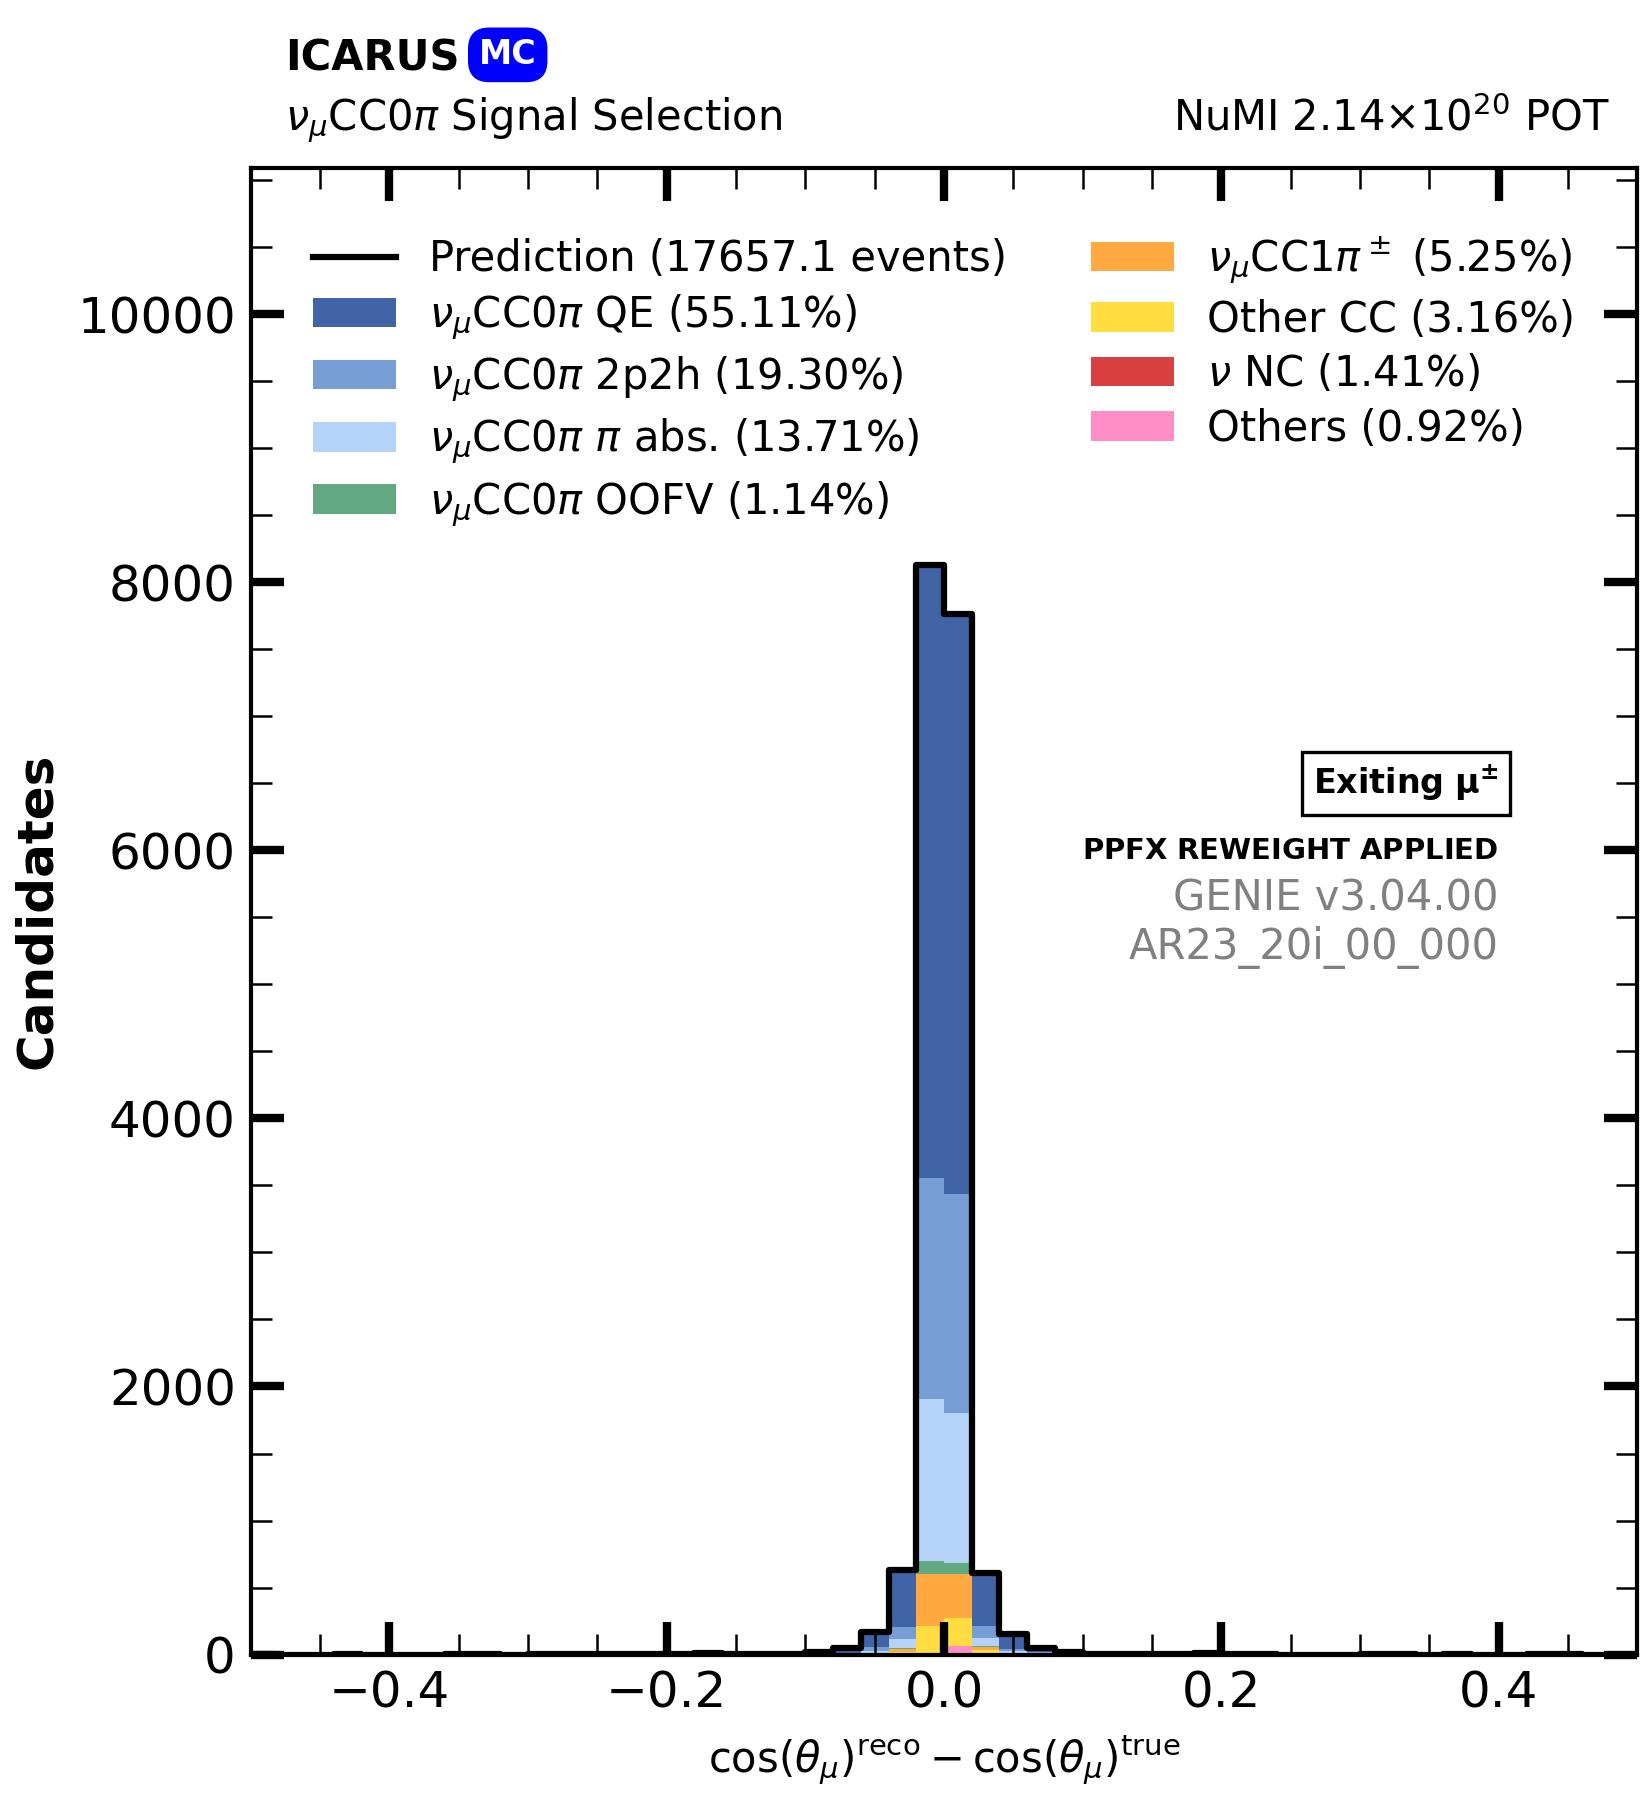 ICARUS MC
νμCC0π Signal Selection
NuMI 2.14×10²⁰ POT
Prediction (17657.1 events)
νμCC0π QE (55.11%)
νμCC0π 2p2h (19.30%)
νμCC0π π abs. (13.71%)
νμCC0π OOFV (1.14%)
νμCC1π± (5.25%)
Other CC (3.16%)
ν NC (1.41%)
Others (0.92%)
Exiting μ±
PPFX REWEIGHT APPLIED
GENIE v3.04.00
AR23_20i_00_000
Candidates
10000
8000
6000
4000
2000
0
−0.4 −0.2 0.0 0.2 0.4
cos(θμ)reco − cos(θμ)true